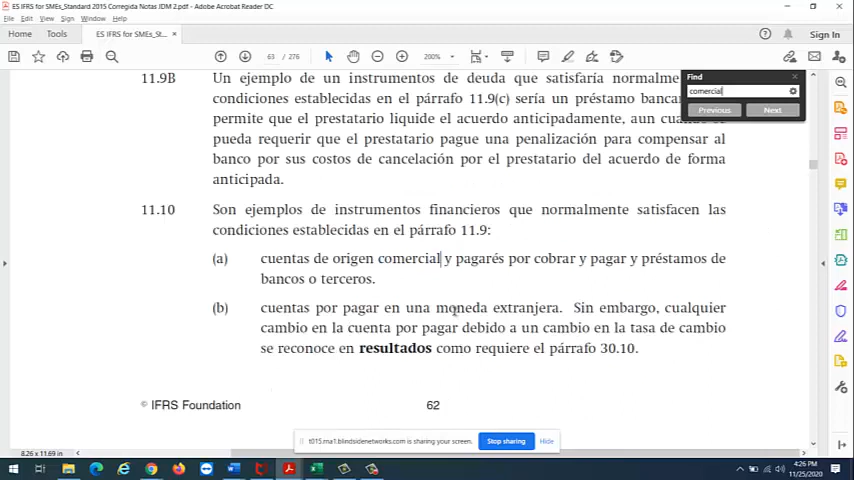 ES IFRS for SMEs_Standard 2015 Corregida Notas JDM 2.pdf - Adobe Acrobat Reader DC
File Edit View Sign Window Help
Home Tools ES IFRS for SMEs_St... × Sign In
63 / 276 200%
Find
comercial
Previous Next
11.9B Un ejemplo de un instrumentos de deuda que satisfaría normalme
condiciones establecidas en el párrafo 11.9(c) sería un préstamo bancar
permite que el prestatario liquide el acuerdo anticipadamente, aun cua
pueda requerir que el prestatario pague una penalización para compensar al
banco por sus costos de cancelación por el prestatario del acuerdo de forma
anticipada.
11.10 Son ejemplos de instrumentos financieros que normalmente satisfacen las
condiciones establecidas en el párrafo 11.9:
(a) cuentas de origen comercial y pagarés por cobrar y pagar y préstamos de
bancos o terceros.
(b) cuentas por pagar en una moneda extranjera. Sin embargo, cualquier
cambio en la cuenta por pagar debido a un cambio en la tasa de cambio
se reconoce en resultados como requiere el párrafo 30.10.
© IFRS Foundation 62
t015.ma1.blindsidenetworks.com is sharing your screen. Stop sharing Hide
8.26 x 11.69 in
4:26 PM
11/25/2020